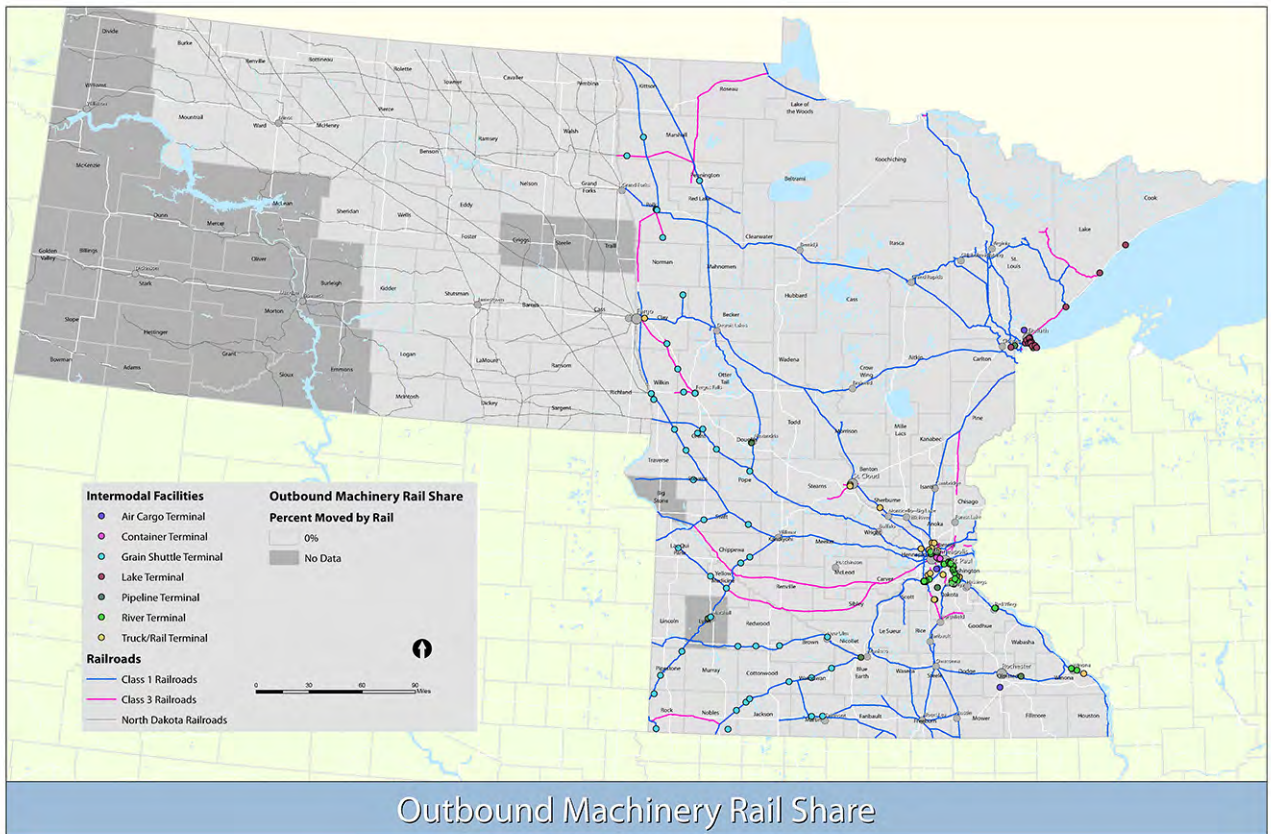 Divide
Burke
Renville
Bottineau
Rolette
Towner
Cavalier
Pembina
Kittson
Roseau
Lake of
the Woods
Williams
Mountrail
Ward
McHenry
Pierce
Ramsey
Walsh
Marshall
Koochiching
Benson
Nelson
Grand
Forks
Pennington
Red Lake
Beltrami
Cook
Lake
McKenzie
McLean
Sheridan
Wells
Eddy
Foster
Griggs
Steele
Traill
Polk
Norman
Mahnomen
Clearwater
Itasca
St.
Louis
Dunn
Mercer
Golden
Valley
Billings
Oliver
Stark
Burleigh
Kidder
Stutsman
Barnes
Cass
Clay
Becker
Hubbard
Cass
Morton
Slope
Hettinger
Grant
Emmons
Logan
LaMoure
Ransom
Richland
Wilkin
Otter
Tail
Wadena
Crow
Wing
Aitkin
Carlton
Bowman
Adams
Sioux
McIntosh
Dickey
Sargent
Fergus Falls
Traverse
Grant
Douglas
Todd
Morrison
Mille
Lacs
Kanabec
Pine
Big
Stone
Pope
Stearns
Benton
St. Cloud
Sherburne
Isanti
Chisago
Anoka
Swift
Kandiyohi
Meeker
Wright
Hennepin
Washington
Chippewa
McLeod
Carver
Yellow
Medicine
Renville
Sibley
Scott
Dakota
Lincoln
Lyon
Redwood
Brown
Nicollet
Le Sueur
Rice
Goodhue
Wabasha
Pipestone
Murray
Cottonwood
Watonwan
Blue
Earth
Waseca
Steele
Dodge
Winona
Rock
Nobles
Jackson
Faribault
Mower
Fillmore
Houston
Intermodal Facilities
Air Cargo Terminal
Container Terminal
Grain Shuttle Terminal
Lake Terminal
Pipeline Terminal
River Terminal
Truck/Rail Terminal
Railroads
Class 1 Railroads
Class 3 Railroads
North Dakota Railroads
Outbound Machinery Rail Share
Percent Moved by Rail
0%
No Data
0 30 60 90
Miles
Outbound Machinery Rail Share